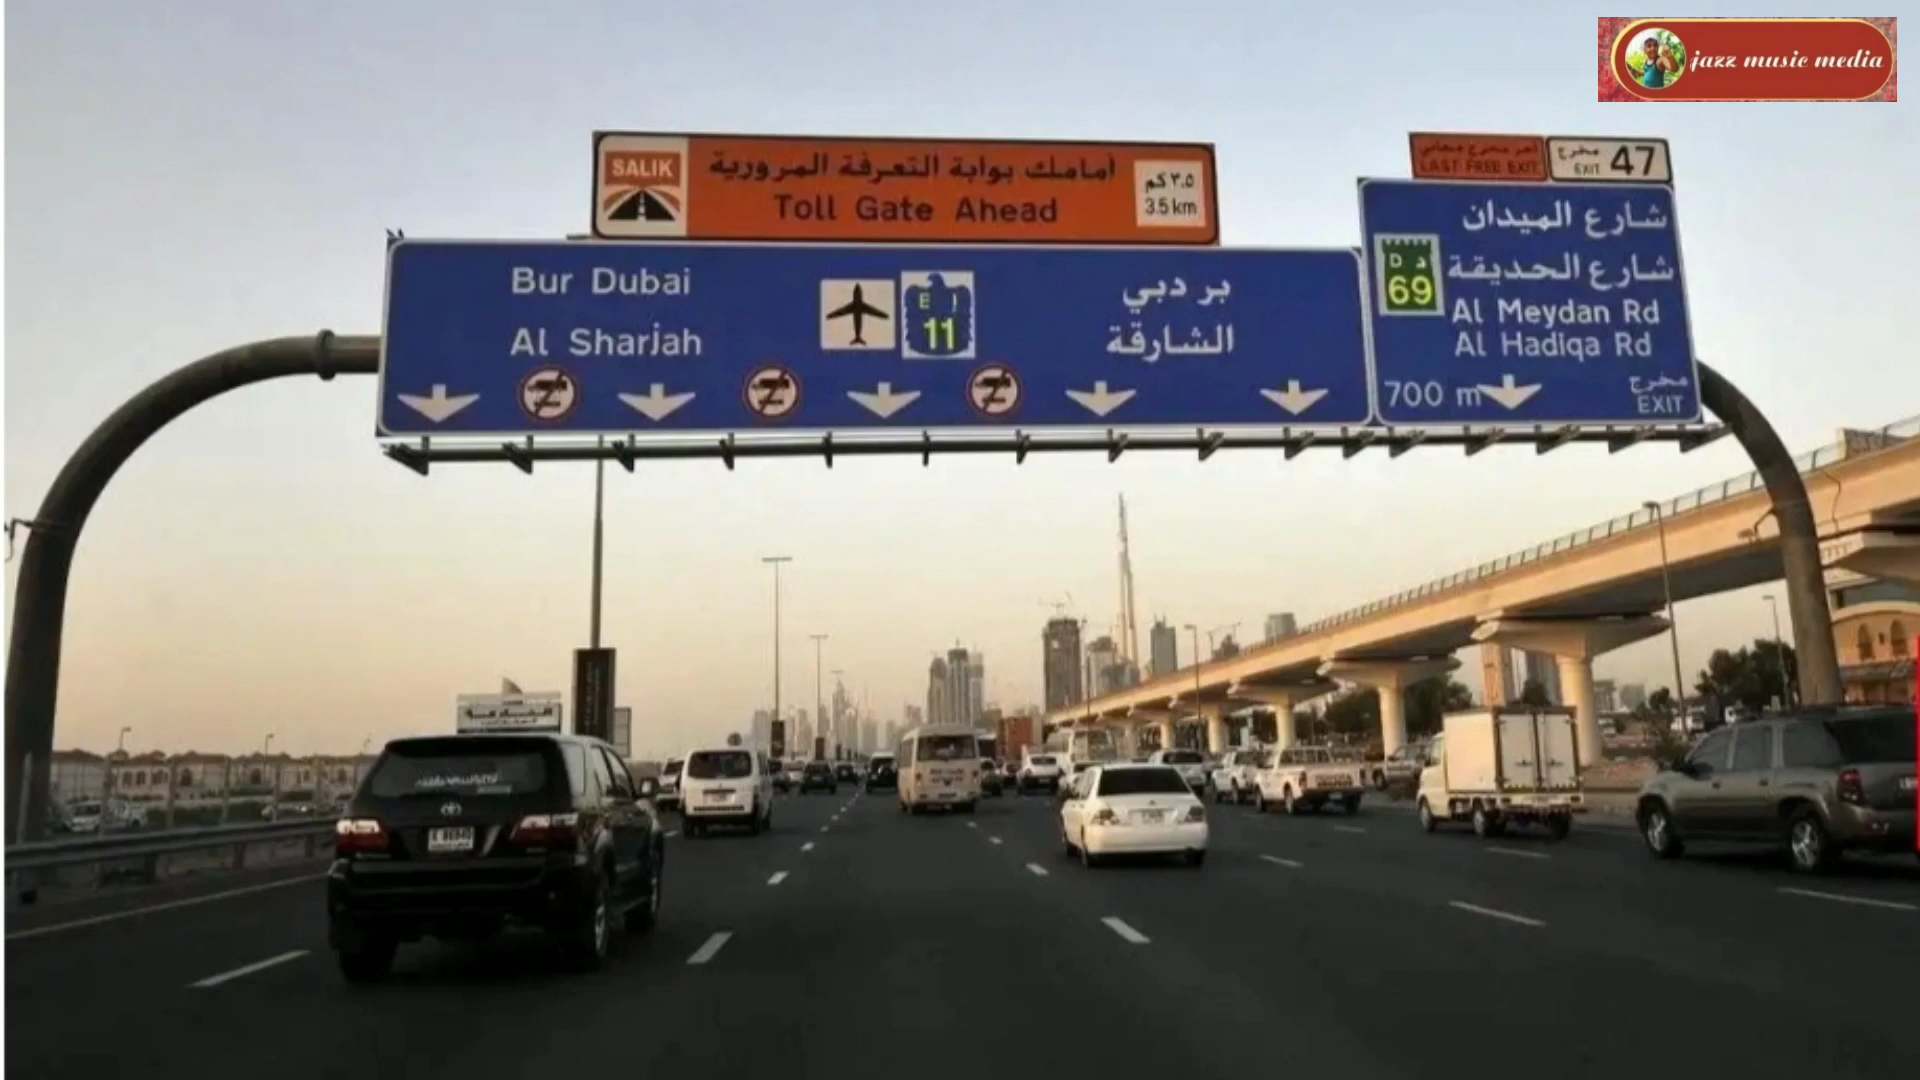 jazz music media
SALIK
أمامك بوابة التعرفة المرورية
Toll Gate Ahead
٣.٥ كم
3.5 km
أخر مخرج مجاني
LAST FREE EXIT
مخرج
EXIT 47
Bur Dubai
Al Sharjah
E ا
11
بر دبي
الشارقة
D د
69
شارع الميدان
شارع الحديقة
Al Meydan Rd
Al Hadiqa Rd
700 m
مخرج
EXIT